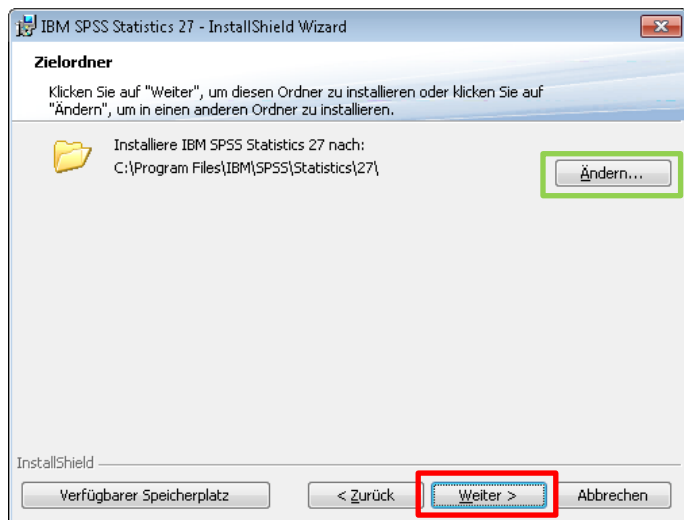 IBM SPSS Statistics 27 - InstallShield Wizard
Zielordner
Klicken Sie auf "Weiter", um diesen Ordner zu installieren oder klicken Sie auf
"Ändern", um in einen anderen Ordner zu installieren.
Installiere IBM SPSS Statistics 27 nach:
C:\Program Files\IBM\SPSS\Statistics\27\
Ändern...
InstallShield
Verfügbarer Speicherplatz
< Zurück
Weiter >
Abbrechen